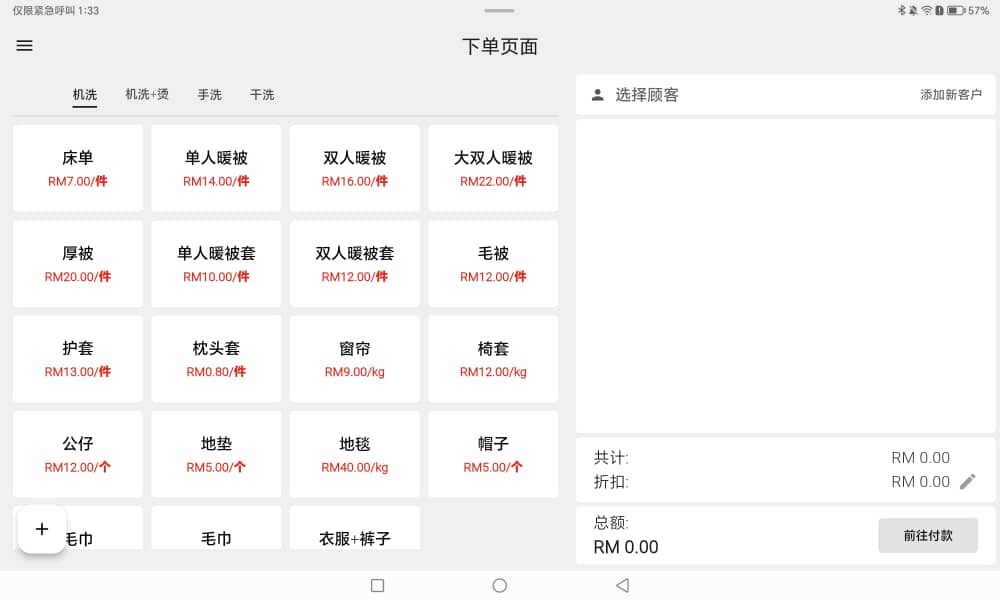 仅限紧急呼叫 1:33
57%
下单页面
机洗 机洗+烫 手洗 干洗
选择顾客
添加新客户
床单 单人暖被 双人暖被 大双人暖被
RM7.00/件 RM14.00/件 RM16.00/件 RM22.00/件
厚被 单人暖被套 双人暖被套 毛被
RM20.00/件 RM10.00/件 RM12.00/件 RM12.00/件
护套 枕头套 窗帘 椅套
RM13.00/件 RM0.80/件 RM9.00/kg RM12.00/kg
公仔 地垫 地毯 帽子
RM12.00/个 RM5.00/个 RM40.00/kg RM5.00/个
毛巾 毛巾 衣服+裤子
+
共计: RM 0.00
折扣: RM 0.00
总额:
RM 0.00
前往付款